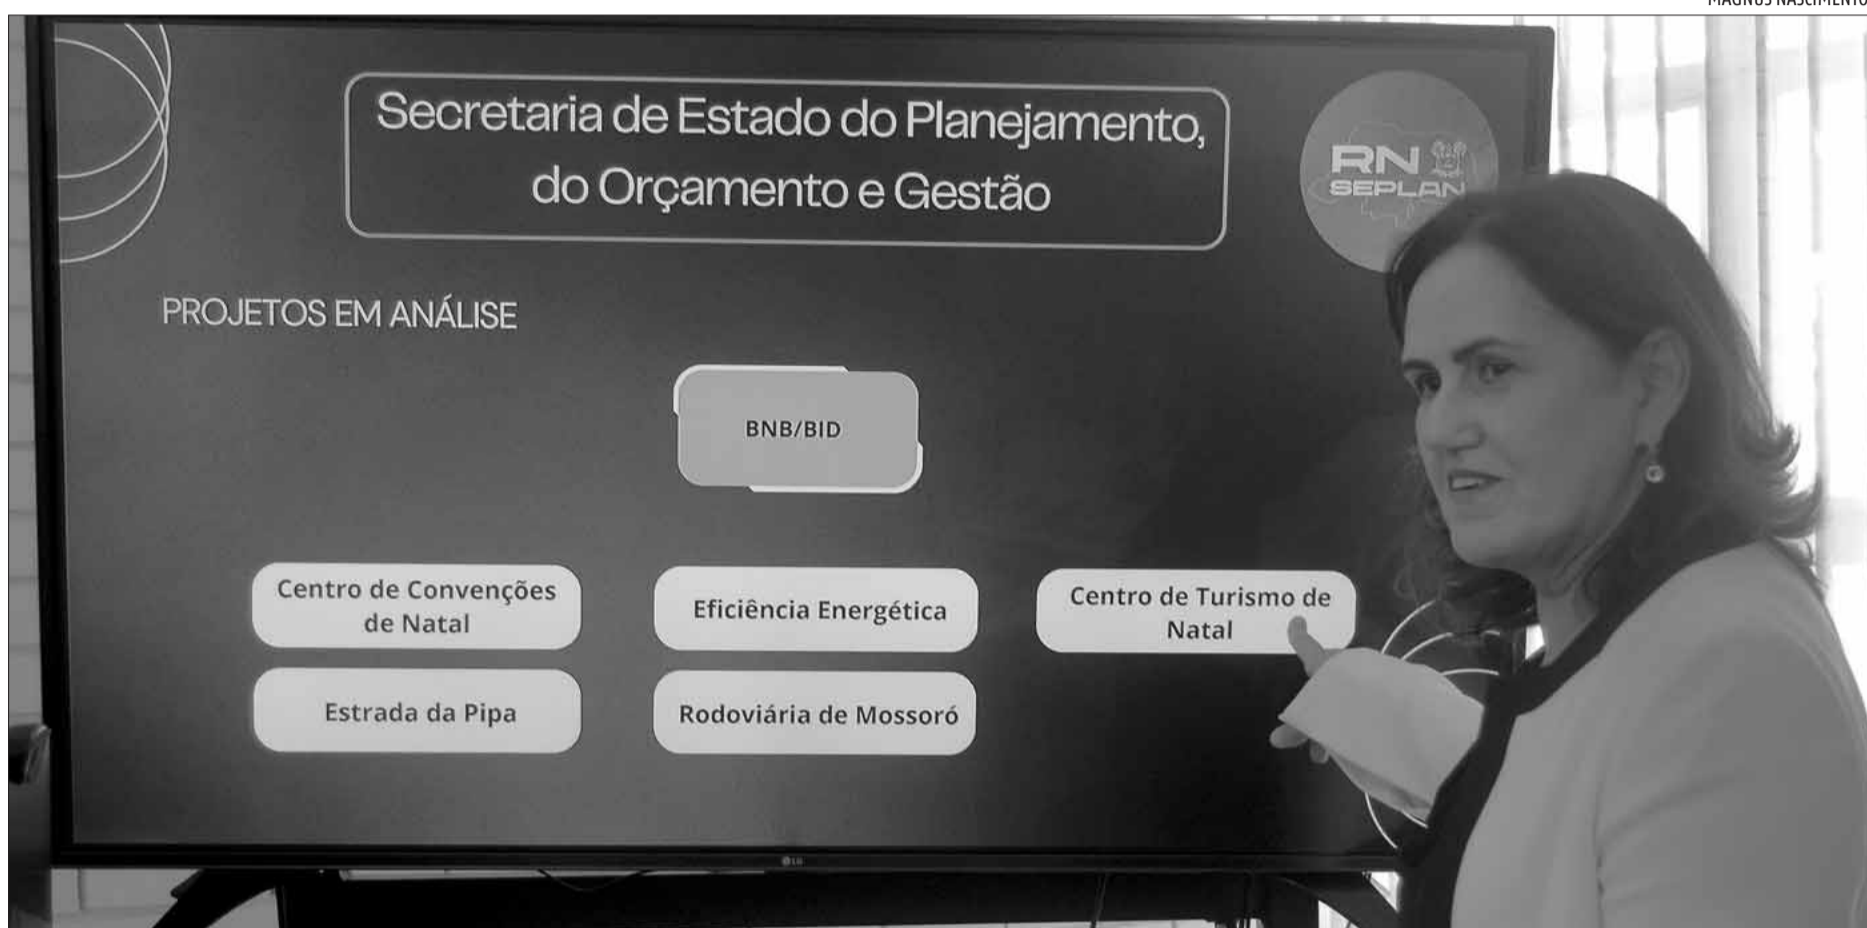 MAGNUS NASCIMENTO
Secretaria de Estado do Planejamento,
do Orçamento e Gestão
RN
SEPLAN
PROJETOS EM ANÁLISE
BNB/BID
Centro de Convenções
de Natal
Eficiência Energética
Centro de Turismo de
Natal
Estrada da Pipa
Rodoviária de Mossoró
LG